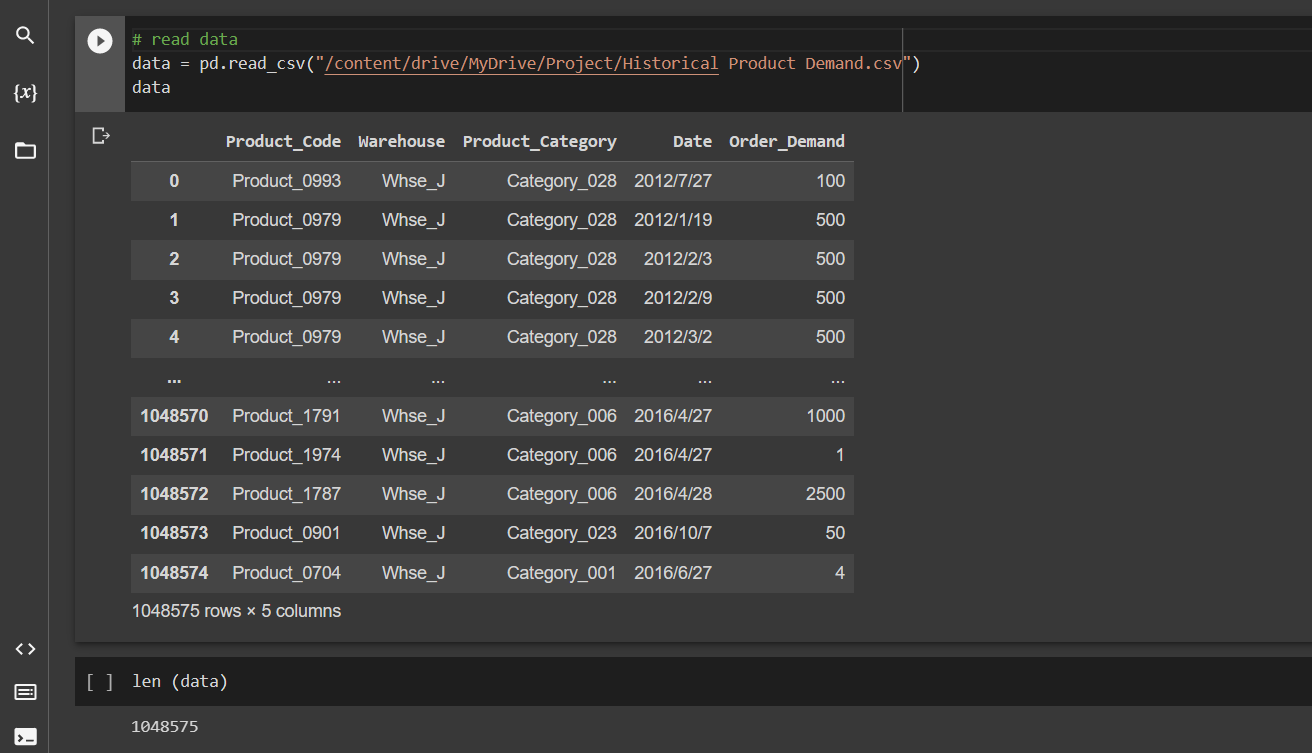 # read data
data = pd.read_csv("/content/drive/MyDrive/Project/Historical Product Demand.csv")
data
Product_Code Warehouse Product_Category Date Order_Demand
0 Product_0993 Whse_J Category_028 2012/7/27 100
1 Product_0979 Whse_J Category_028 2012/1/19 500
2 Product_0979 Whse_J Category_028 2012/2/3 500
3 Product_0979 Whse_J Category_028 2012/2/9 500
4 Product_0979 Whse_J Category_028 2012/3/2 500
... ... ... ... ... ...
1048570 Product_1791 Whse_J Category_006 2016/4/27 1000
1048571 Product_1974 Whse_J Category_006 2016/4/27 1
1048572 Product_1787 Whse_J Category_006 2016/4/28 2500
1048573 Product_0901 Whse_J Category_023 2016/10/7 50
1048574 Product_0704 Whse_J Category_001 2016/6/27 4
1048575 rows × 5 columns
[ ] len (data)
1048575
{x}